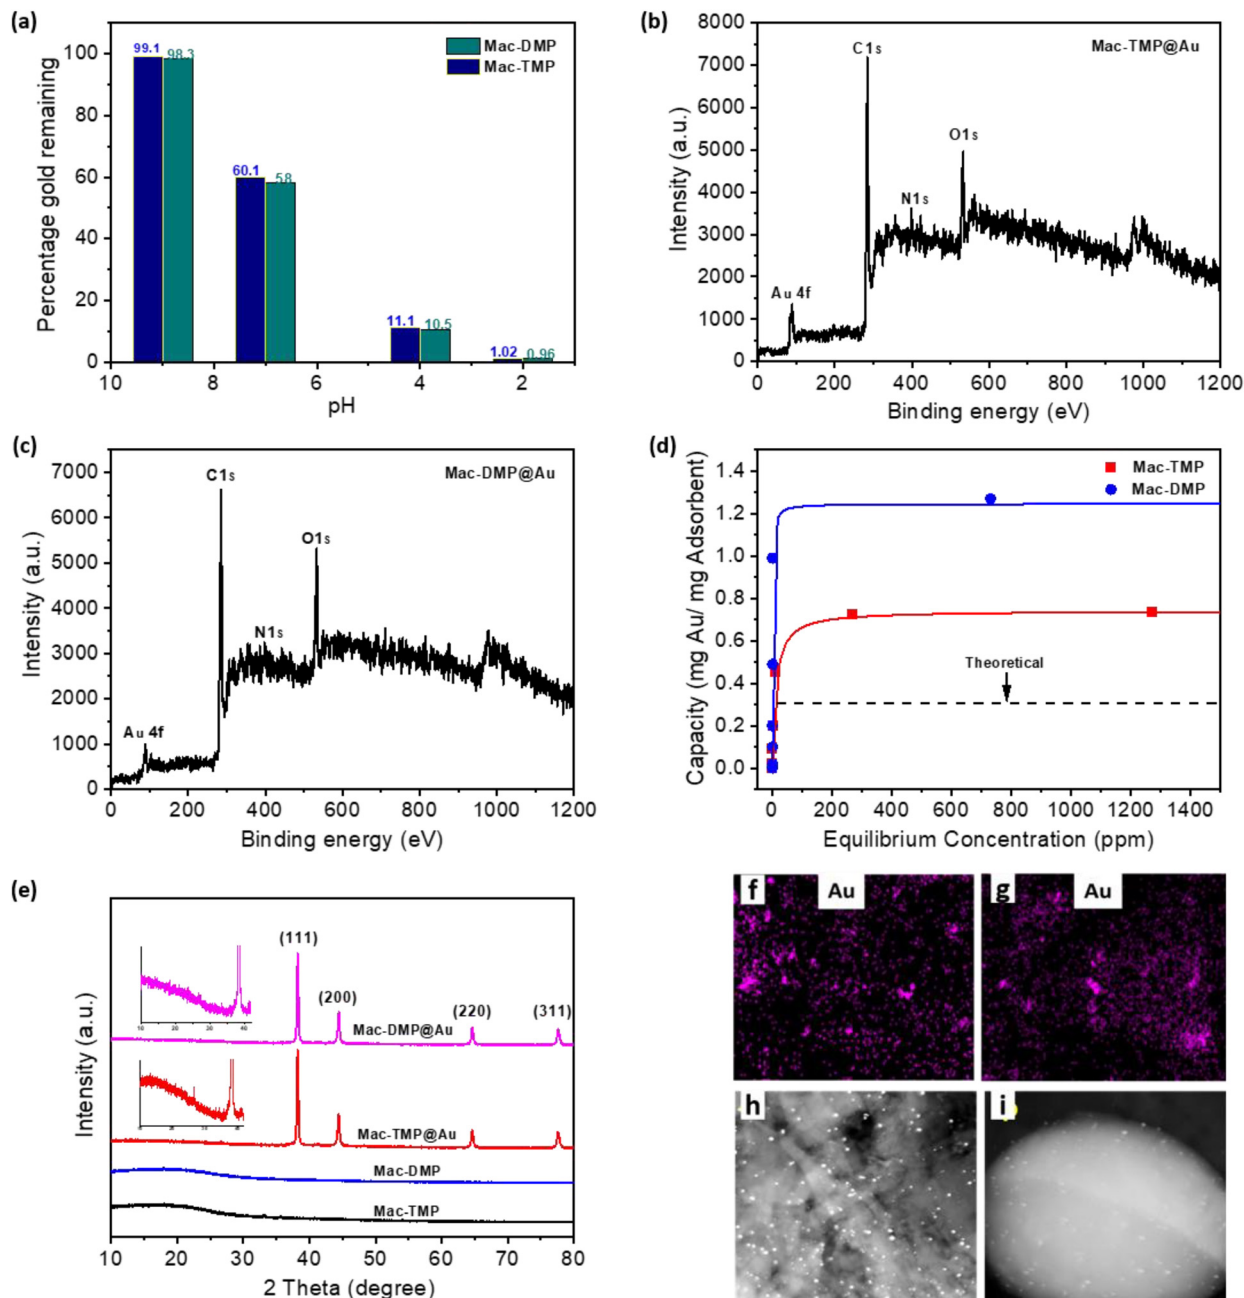 (a)
100
80
60
40
20
0
Percentage gold remaining
99.1
98.3
60.1
58
11.1
10.5
1.02
0.96
Mac-DMP
Mac-TMP
10
8
6
4
2
pH
(b)
8000
7000
6000
5000
4000
3000
2000
1000
0
Intensity (a.u.)
Mac-TMP@Au
C1s
O1s
N1s
Au 4f
0
200
400
600
800
1000
1200
Binding energy (eV)
(c)
7000
6000
5000
4000
3000
2000
1000
0
Intensity (a.u.)
Mac-DMP@Au
C1s
O1s
N1s
Au 4f
0
200
400
600
800
1000
1200
Binding energy (eV)
(d)
1.4
1.2
1.0
0.8
0.6
0.4
0.2
0.0
Capacity (mg Au/ mg Adsorbent)
Mac-TMP
Mac-DMP
Theoretical
0
200
400
600
800
1000
1200
1400
Equilibrium Concentration (ppm)
(e)
Intensity (a.u.)
(111)
(200)
(220)
(311)
10
20
30
40
Mac-DMP@Au
Mac-TMP@Au
Mac-DMP
Mac-TMP
10
20
30
40
50
60
70
80
2 Theta (degree)
f
Au
g
Au
h
i